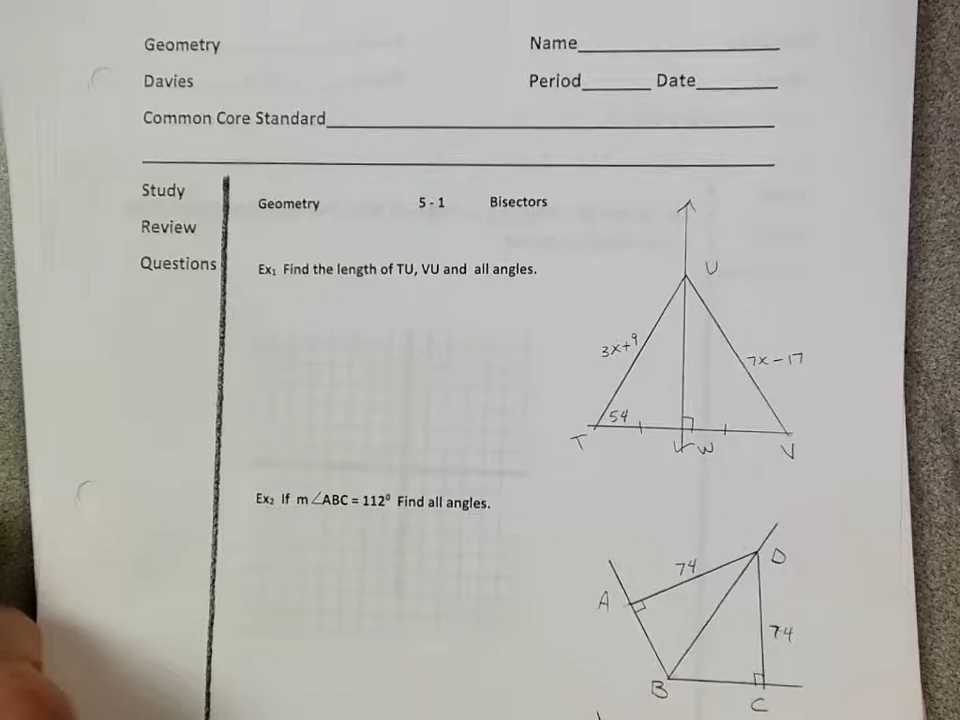 Geometry
Name
Davies
Period Date
Common Core Standard
Study
Geometry 5 - 1 Bisectors
Review
Questions
Ex₁ Find the length of TU, VU and all angles.
U
3x+9
7x-17
54
T
W
V
Ex₂ If m∠ABC = 112⁰ Find all angles.
D
74
A
74
B
C